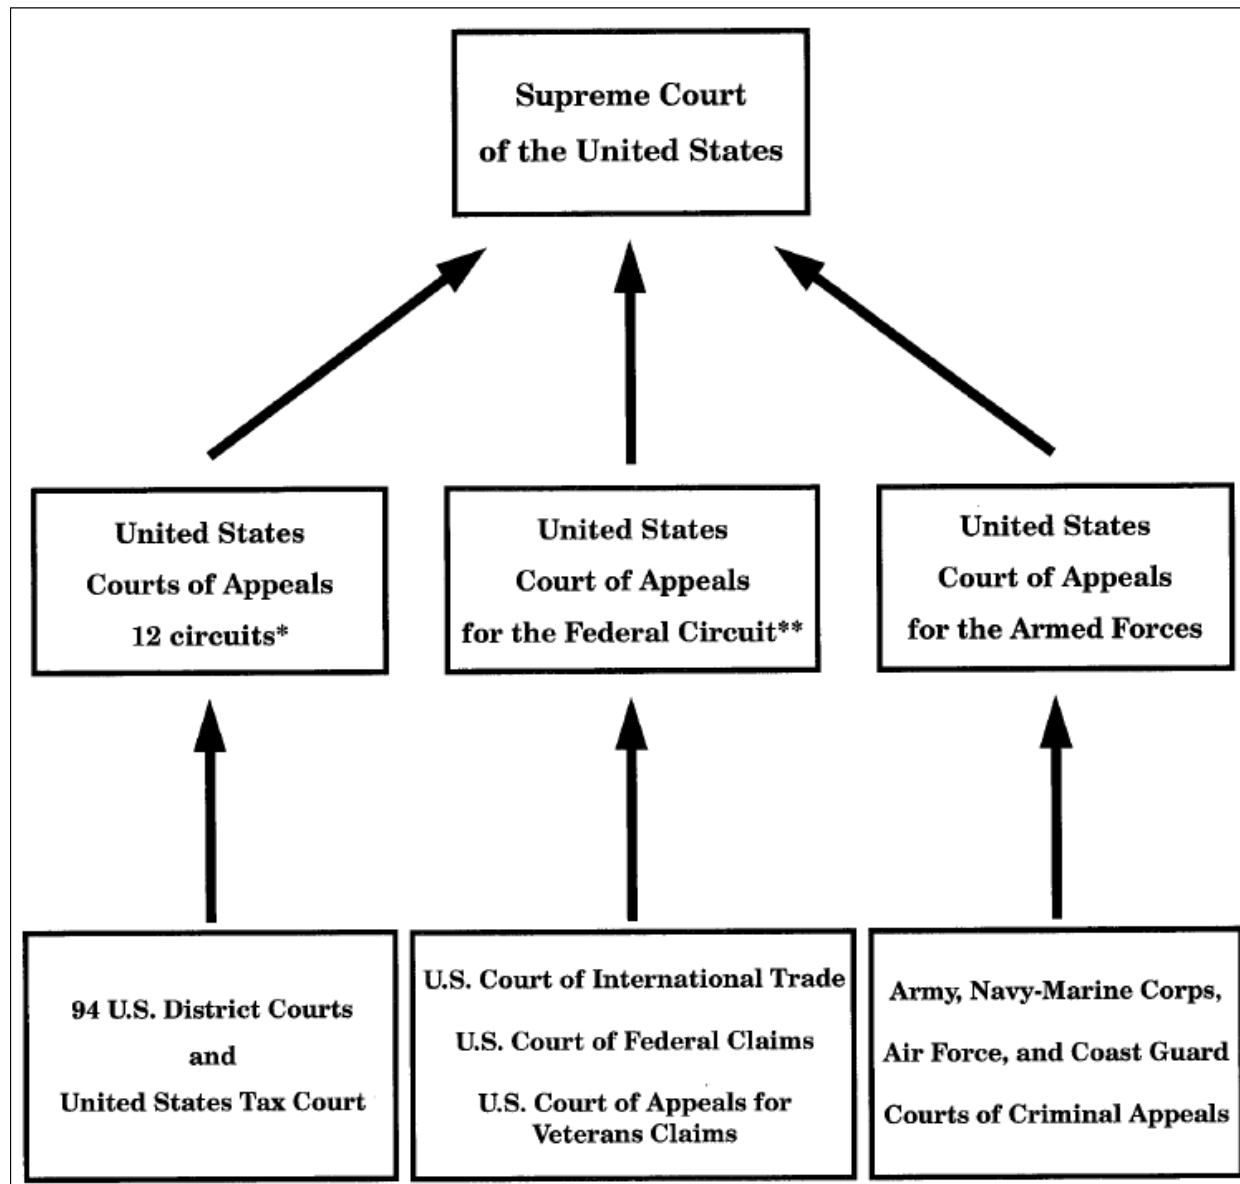 Supreme Court
of the United States
United States
Courts of Appeals
12 circuits*
United States
Court of Appeals
for the Federal Circuit**
United States
Court of Appeals
for the Armed Forces
94 U.S. District Courts
and
United States Tax Court
U.S. Court of International Trade
U.S. Court of Federal Claims
U.S. Court of Appeals for
Veterans Claims
Army, Navy-Marine Corps,
Air Force, and Coast Guard
Courts of Criminal Appeals